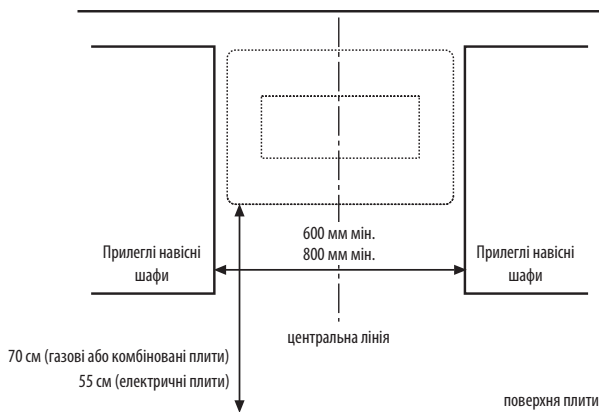 600 мм мін.
800 мм мін.
Прилеглі навісні
шафи
Прилеглі навісні
шафи
центральна лінія
70 см (газові або комбіновані плити)
55 см (електричні плити)
поверхня плити